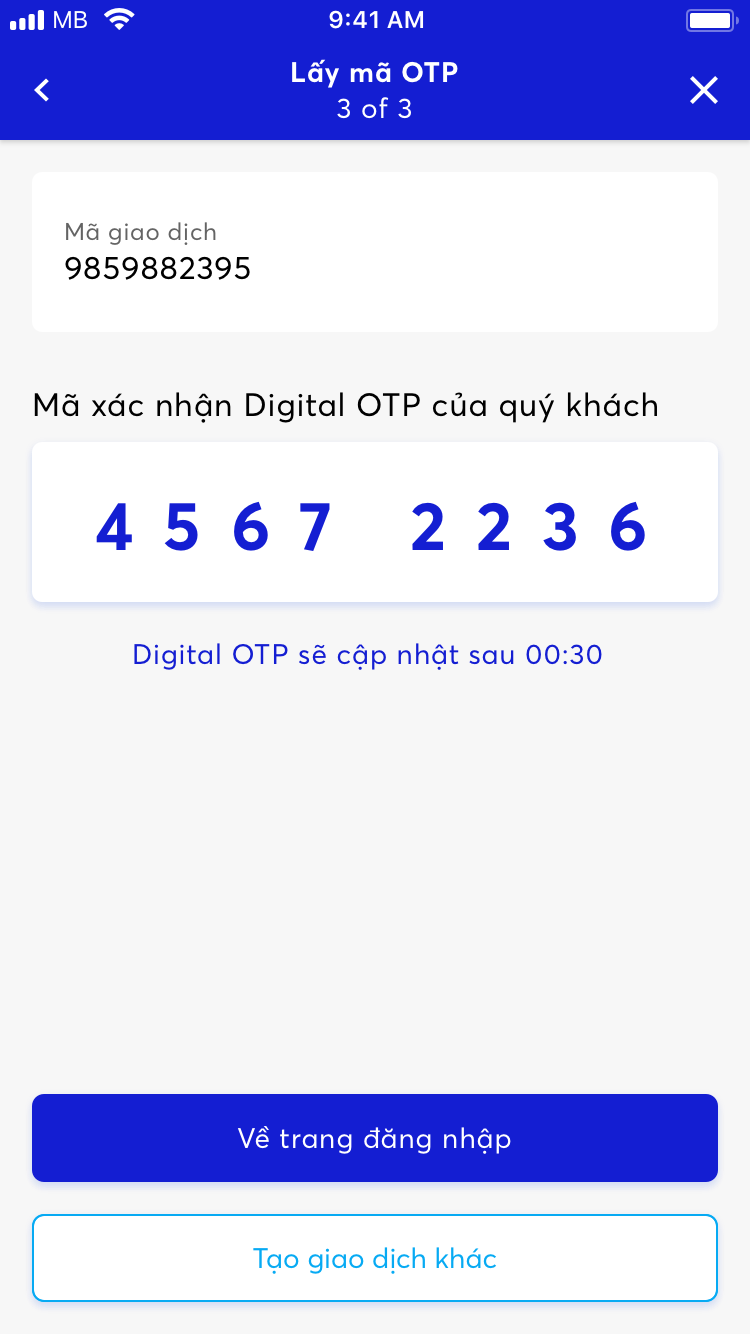 MB 9:41 AM
Lấy mã OTP
3 of 3
Mã giao dịch
9859882395
Mã xác nhận Digital OTP của quý khách
4 5 6 7 2 2 3 6
Digital OTP sẽ cập nhật sau 00:30
Về trang đăng nhập
Tạo giao dịch khác